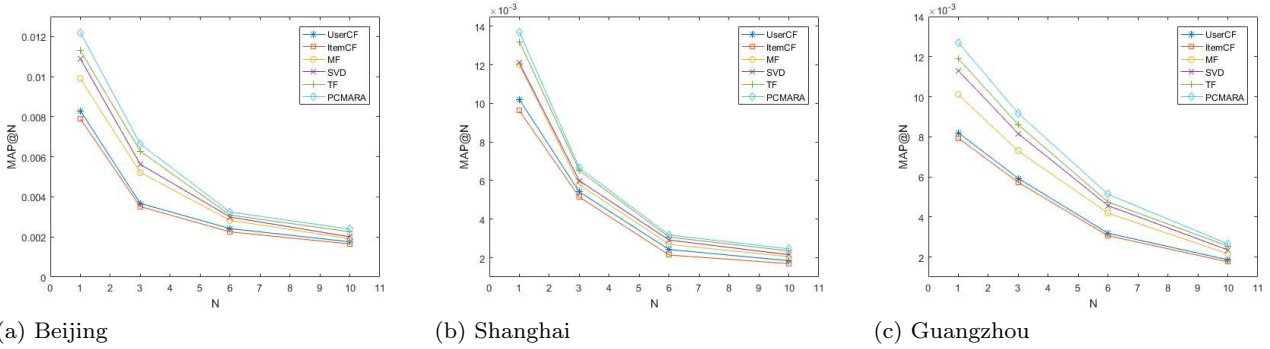 0.012
0.01
0.008
0.006
0.004
0.002
0
MAP@N
0 1 2 3 4 5 6 7 8 9 10 11
N
UserCF
ItemCF
MF
SVD
TF
PCMARA
(a) Beijing
×10⁻³
14
12
10
8
6
4
2
MAP@N
0 1 2 3 4 5 6 7 8 9 10 11
N
UserCF
ItemCF
MF
SVD
TF
PCMARA
(b) Shanghai
×10⁻³
14
12
10
8
6
4
2
MAP@N
0 1 2 3 4 5 6 7 8 9 10 11
N
UserCF
ItemCF
MF
SVD
TF
PCMARA
(c) Guangzhou